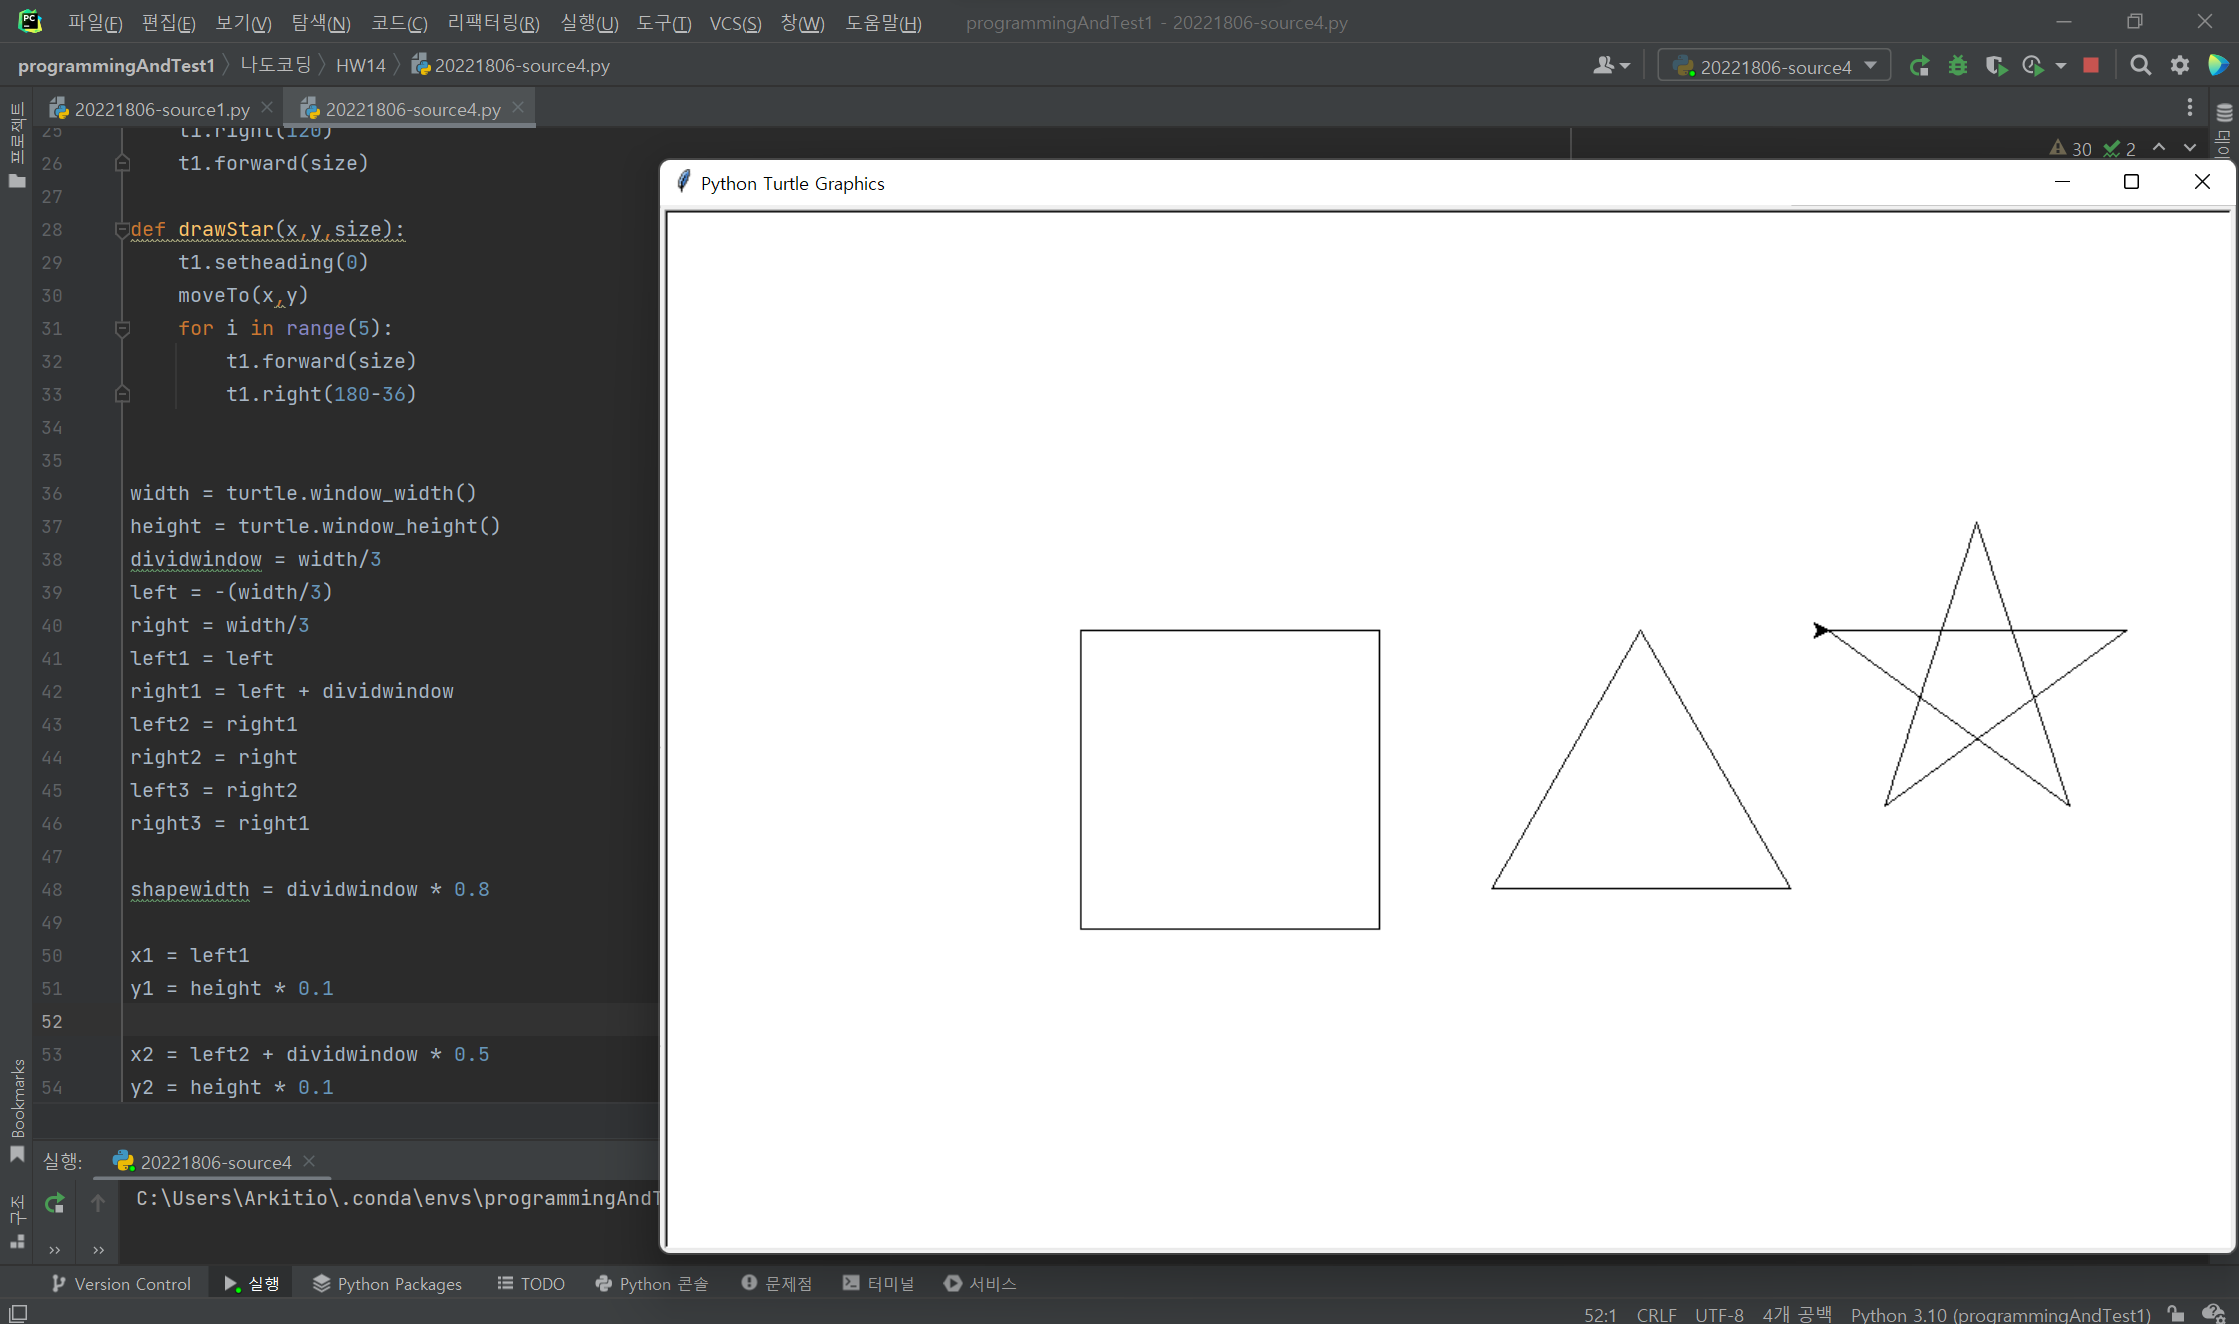 PC 파일(F) 편집(E) 보기(V) 탐색(N) 코드(C) 리팩터링(R) 실행(U) 도구(T) VCS(S) 창(W) 도움말(H) programmingAndTest1 - 20221806-source4.py
programmingAndTest1 나도코딩 HW14 20221806-source4.py 20221806-source4
20221806-source1.py 20221806-source4.py
프로젝트
30 2
25 t1.right(120)
26 t1.forward(size)
27
28 def drawStar(x,y,size):
29 t1.setheading(0)
30 moveTo(x,y)
31 for i in range(5):
32 t1.forward(size)
33 t1.right(180-36)
34
35
36 width = turtle.window_width()
37 height = turtle.window_height()
38 dividwindow = width/3
39 left = -(width/3)
40 right = width/3
41 left1 = left
42 right1 = left + dividwindow
43 left2 = right1
44 right2 = right
45 left3 = right2
46 right3 = right1
47
48 shapewidth = dividwindow * 0.8
49
50 x1 = left1
51 y1 = height * 0.1
52
53 x2 = left2 + dividwindow * 0.5
54 y2 = height * 0.1
Python Turtle Graphics
Bookmarks
구조
실행: 20221806-source4
C:\Users\Arkitio\.conda\envs\programmingAndT
Version Control 실행 Python Packages TODO Python 콘솔 문제점 터미널 서비스
52:1 CRLF UTF-8 4개 공백 Python 3.10 (programmingAndTest1)